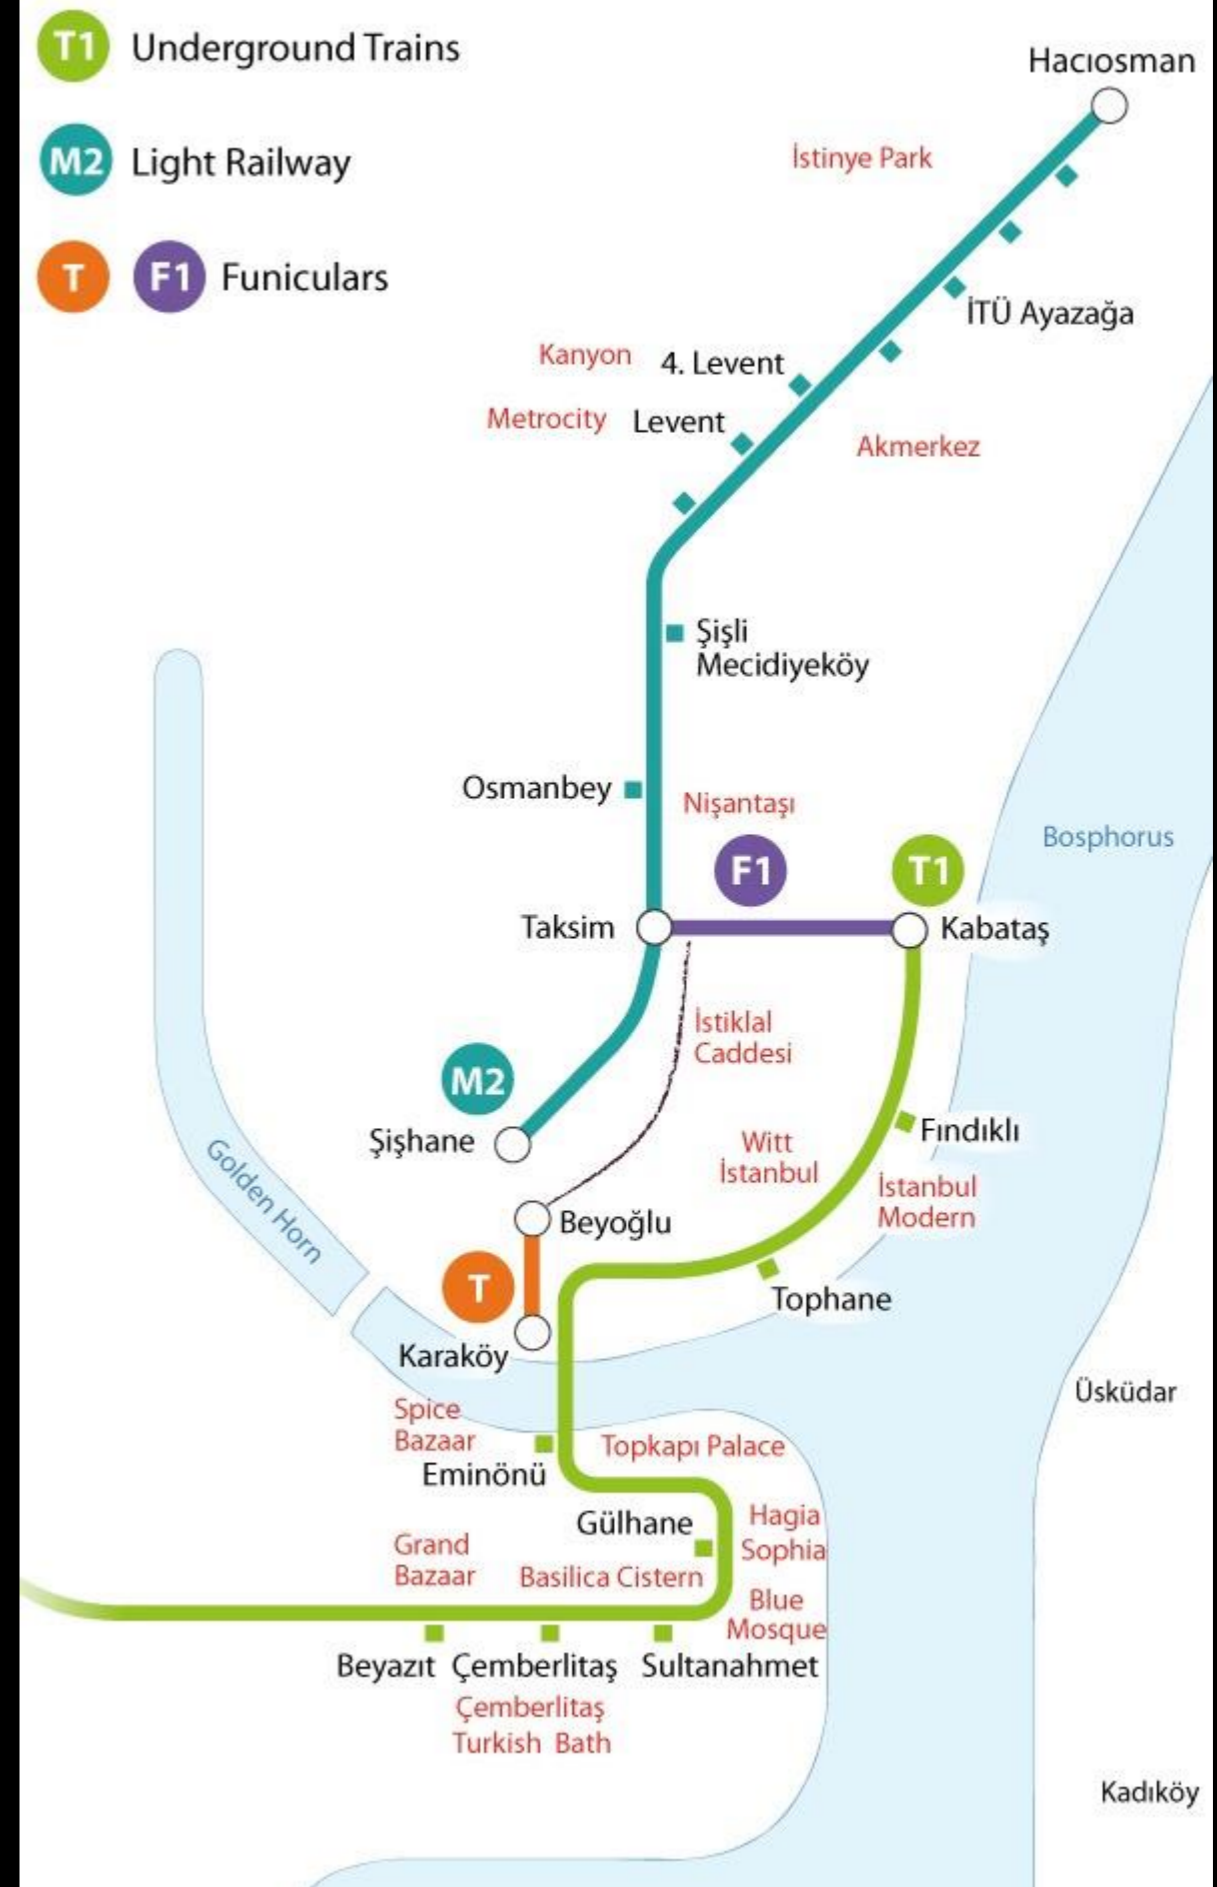 T1 Underground Trains
M2 Light Railway
T F1 Funiculars
Hacıosman
İstinye Park
İTÜ Ayazağa
Kanyon 4. Levent
Metrocity Levent
Akmerkez
Şişli
Mecidiyeköy
Osmanbey
Nişantaşı
Bosphorus
F1
T1
Taksim
Kabataş
İstiklal
Caddesi
M2
Şişhane
Fındıklı
Witt
İstanbul
İstanbul
Modern
Golden Horn
Beyoğlu
T
Tophane
Karaköy
Üsküdar
Spice
Bazaar
Topkapı Palace
Eminönü
Gülhane
Hagia
Sophia
Grand
Bazaar
Basilica Cistern
Blue
Mosque
Beyazıt Çemberlitaş Sultanahmet
Çemberlitaş
Turkish Bath
Kadıköy